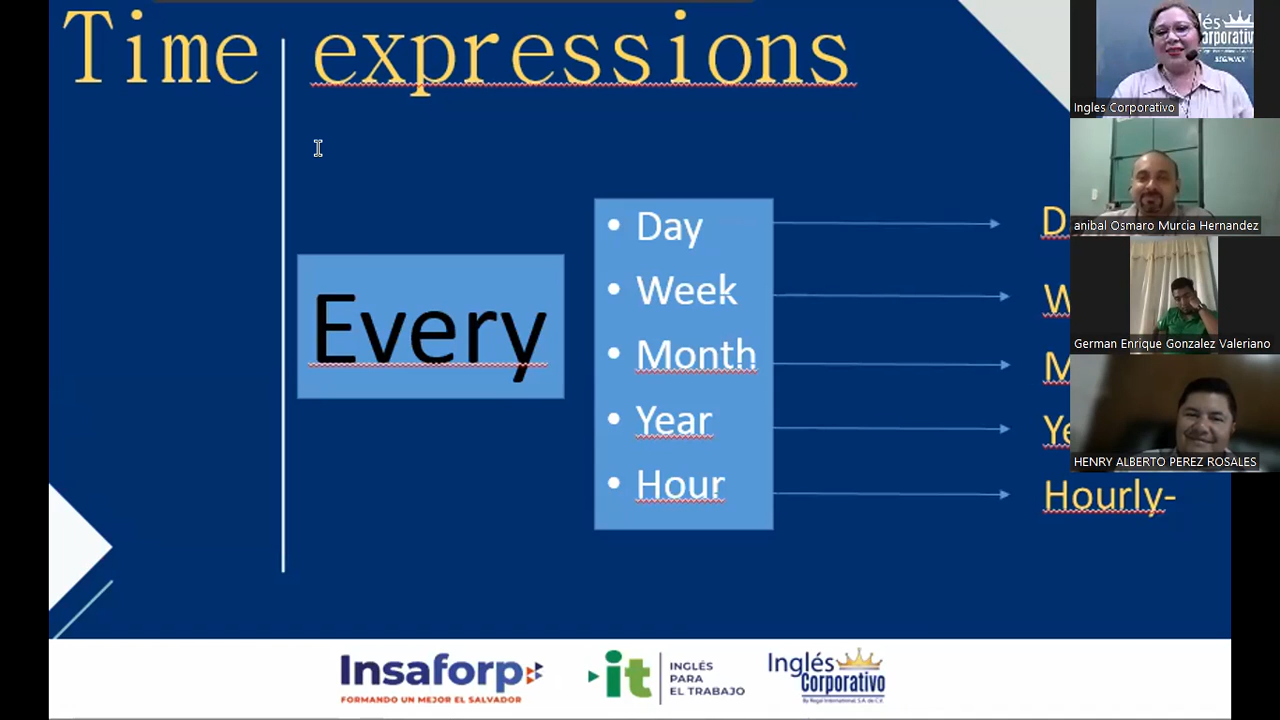 Time expressions
Every
• Day
• Week
• Month
• Year
• Hour
Hourly-
Insaforp
FORMANDO UN MEJOR EL SALVADOR
it
INGLÉS
PARA
EL TRABAJO
Inglés
Corporativo
Ingles Corporativo
anibal Osmaro Murcia Hernandez
German Enrique Gonzalez Valeriano
HENRY ALBERTO PEREZ ROSALES